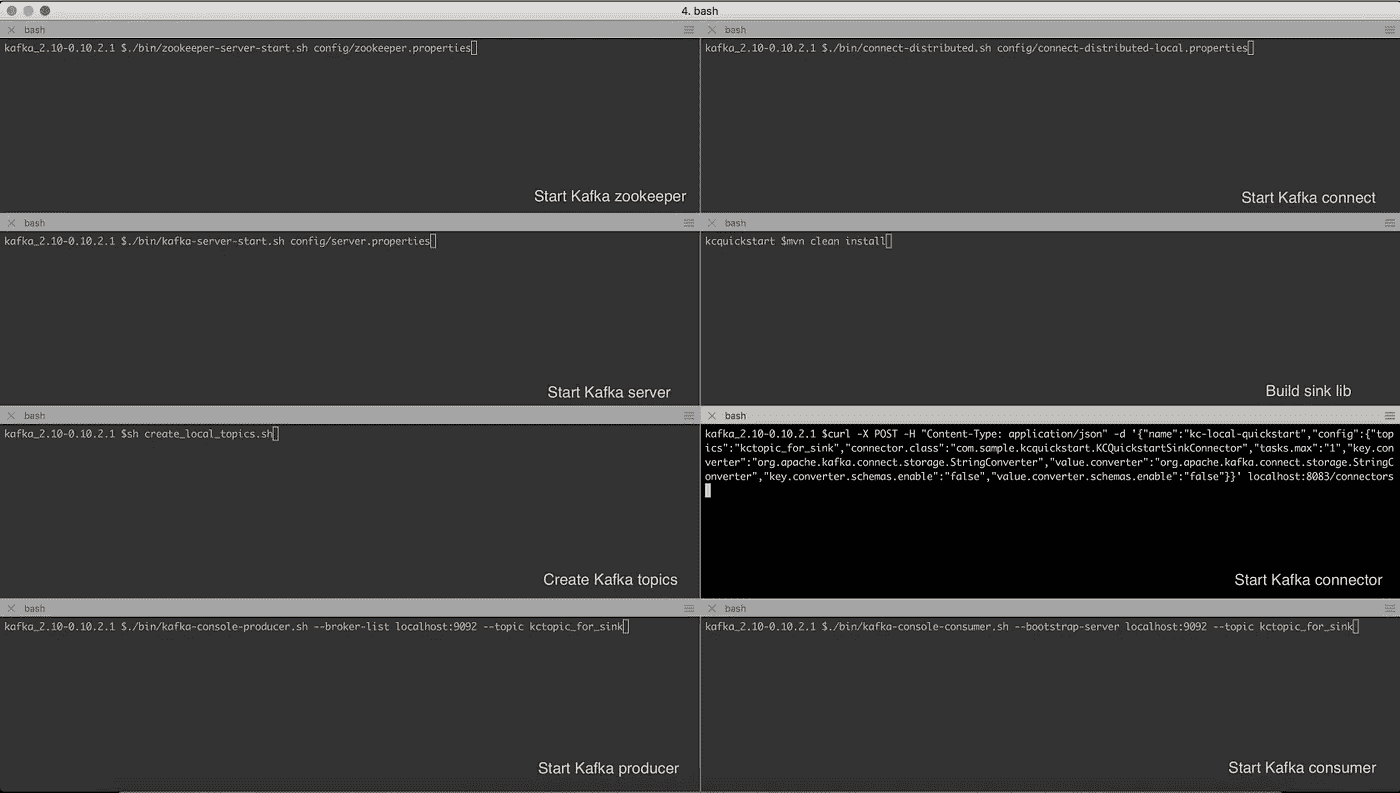 4. bash
bash
kafka_2.10-0.10.2.1 $./bin/zookeeper-server-start.sh config/zookeeper.properties
Start Kafka zookeeper
bash
kafka_2.10-0.10.2.1 $./bin/connect-distributed.sh config/connect-distributed-local.properties
Start Kafka connect
bash
kafka_2.10-0.10.2.1 $./bin/kafka-server-start.sh config/server.properties
Start Kafka server
bash
kcquickstart $mvn clean install
Build sink lib
bash
kafka_2.10-0.10.2.1 $sh create_local_topics.sh
Create Kafka topics
bash
kafka_2.10-0.10.2.1 $curl -X POST -H "Content-Type: application/json" -d '{"name":"kc-local-quickstart","config":{"top
ics":"kctopic_for_sink","connector.class":"com.sample.kcquickstart.KCQuickstartSinkConnector","tasks.max":"1","key.con
verter":"org.apache.kafka.connect.storage.StringConverter","value.converter":"org.apache.kafka.connect.storage.StringC
onverter","key.converter.schemas.enable":"false","value.converter.schemas.enable":"false"}}' localhost:8083/connectors
Start Kafka connector
bash
kafka_2.10-0.10.2.1 $./bin/kafka-console-producer.sh --broker-list localhost:9092 --topic kctopic_for_sink
Start Kafka producer
bash
kafka_2.10-0.10.2.1 $./bin/kafka-console-consumer.sh --bootstrap-server localhost:9092 --topic kctopic_for_sink
Start Kafka consumer